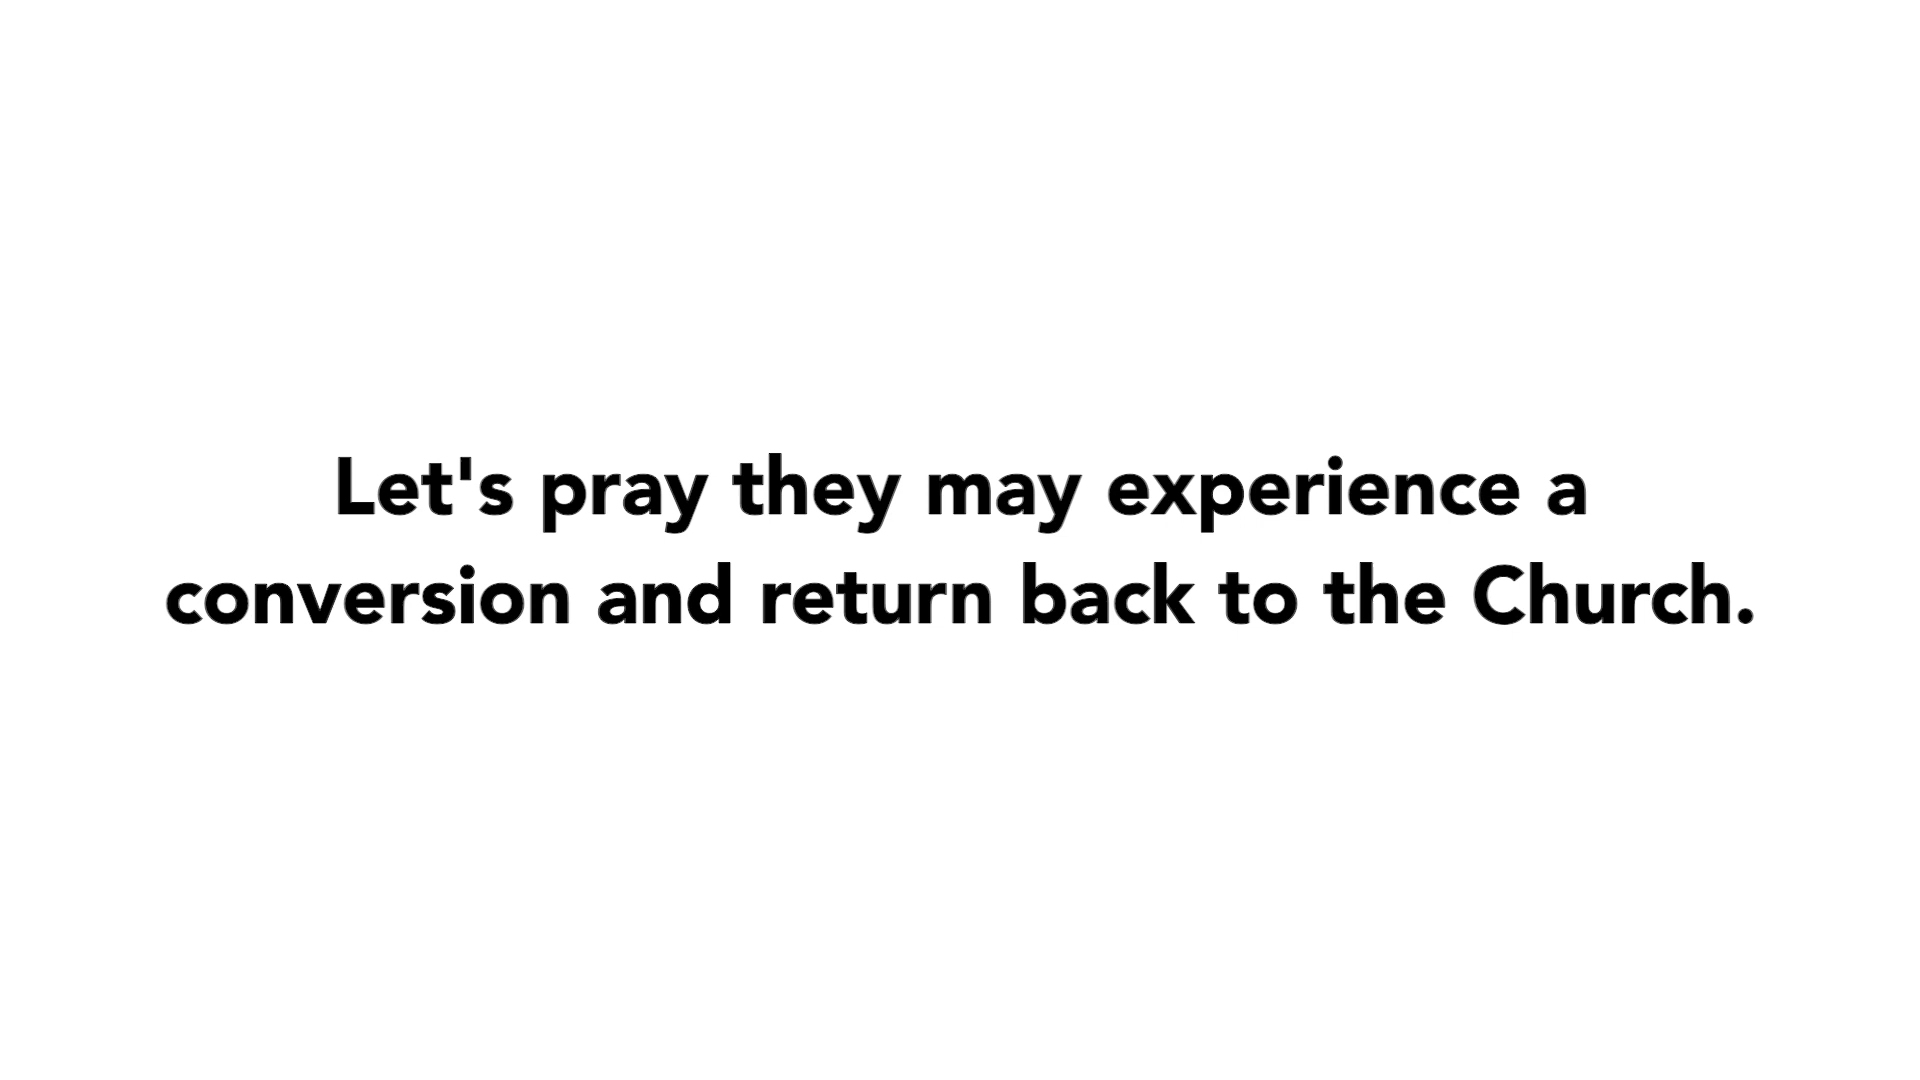 Let's pray they may experience a
conversion and return back to the Church.